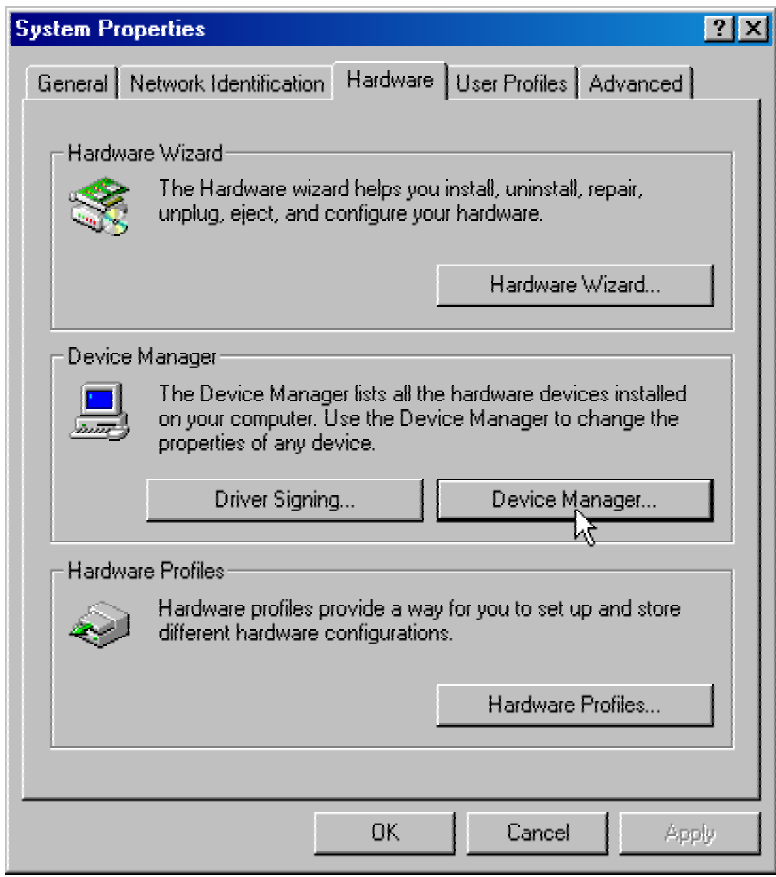 System Properties
General
Network Identification
Hardware
User Profiles
Advanced
Hardware Wizard
The Hardware wizard helps you install, uninstall, repair,
unplug, eject, and configure your hardware.
Hardware Wizard...
Device Manager
The Device Manager lists all the hardware devices installed
on your computer. Use the Device Manager to change the
properties of any device.
Driver Signing...
Device Manager...
Hardware Profiles
Hardware profiles provide a way for you to set up and store
different hardware configurations.
Hardware Profiles...
OK
Cancel
Apply